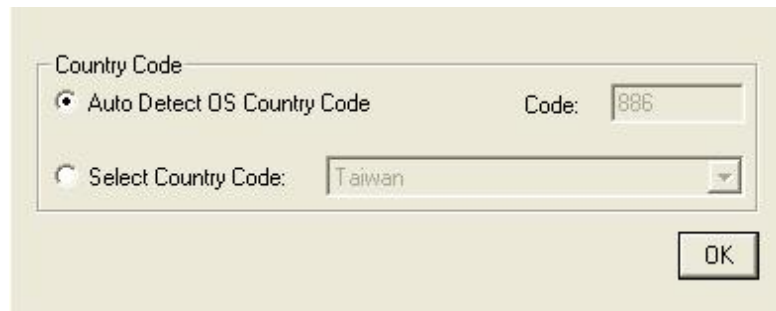 Country Code
Auto Detect OS Country Code Code: 886
Select Country Code: Taiwan
OK